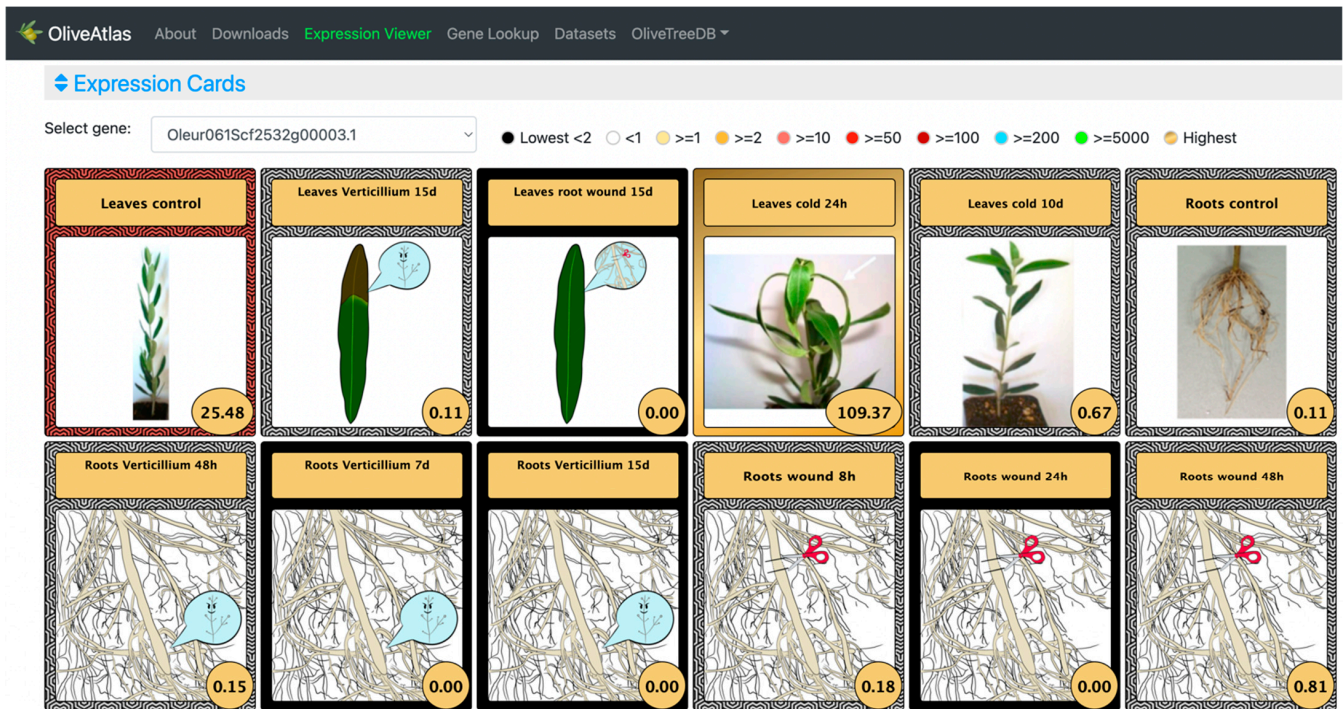 OliveAtlas About Downloads Expression Viewer Gene Lookup Datasets OliveTreeDB
Expression Cards
Select gene: Oleur061Scf2532g00003.1 Lowest <2 <1 >=1 >=2 >=10 >=50 >=100 >=200 >=5000 Highest
Leaves control Leaves Verticillium 15d Leaves root wound 15d Leaves cold 24h Leaves cold 10d Roots control
25.48 0.11 0.00 109.37 0.67 0.11
Roots Verticillium 48h Roots Verticillium 7d Roots Verticillium 15d Roots wound 8h Roots wound 24h Roots wound 48h
0.15 0.00 0.00 0.18 0.00 0.81